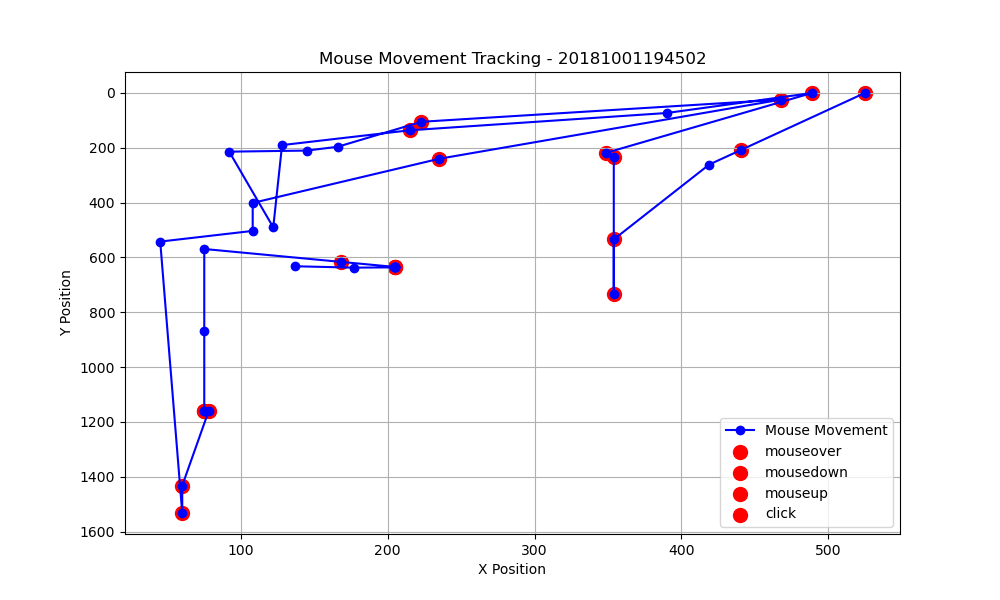 Mouse Movement Tracking - 20181001194502
Y Position
0
200
400
600
800
1000
1200
1400
1600
Mouse Movement
mouseover
mousedown
mouseup
click
100
200
300
400
500
X Position